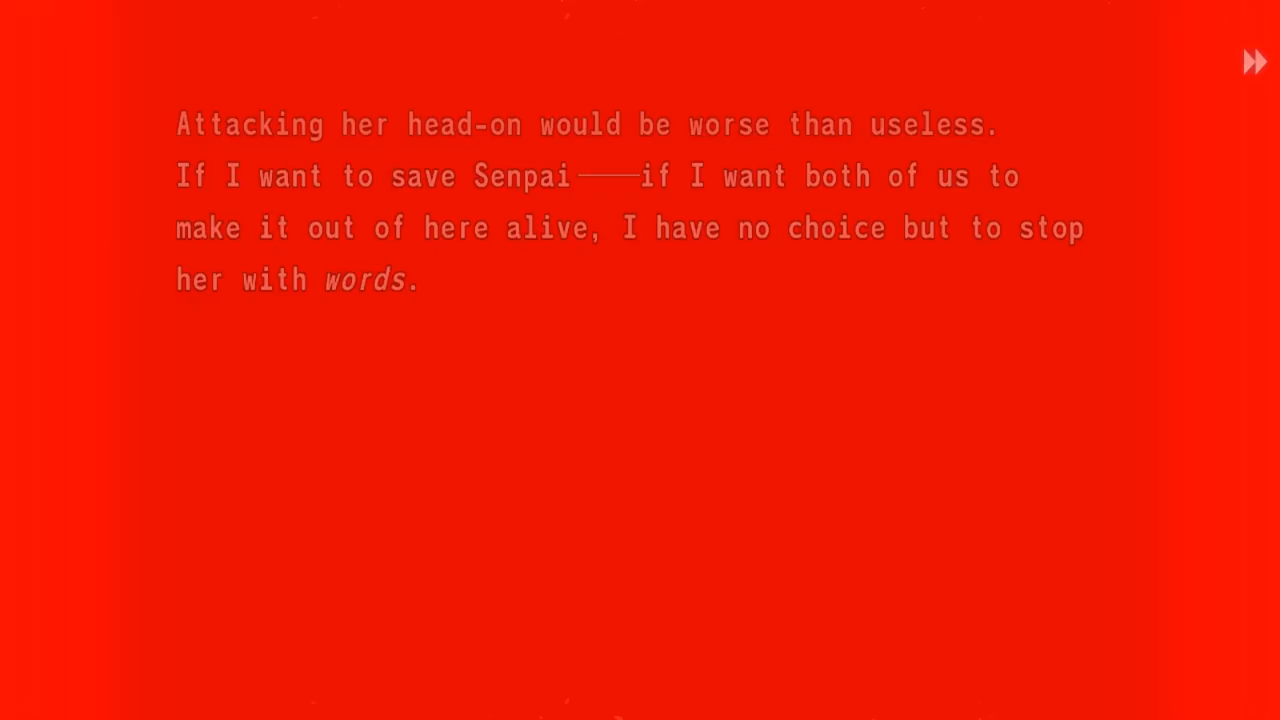 Attacking her head-on would be worse than useless.
If I want to save Senpai――if I want both of us to
make it out of here alive, I have no choice but to stop
her with words.